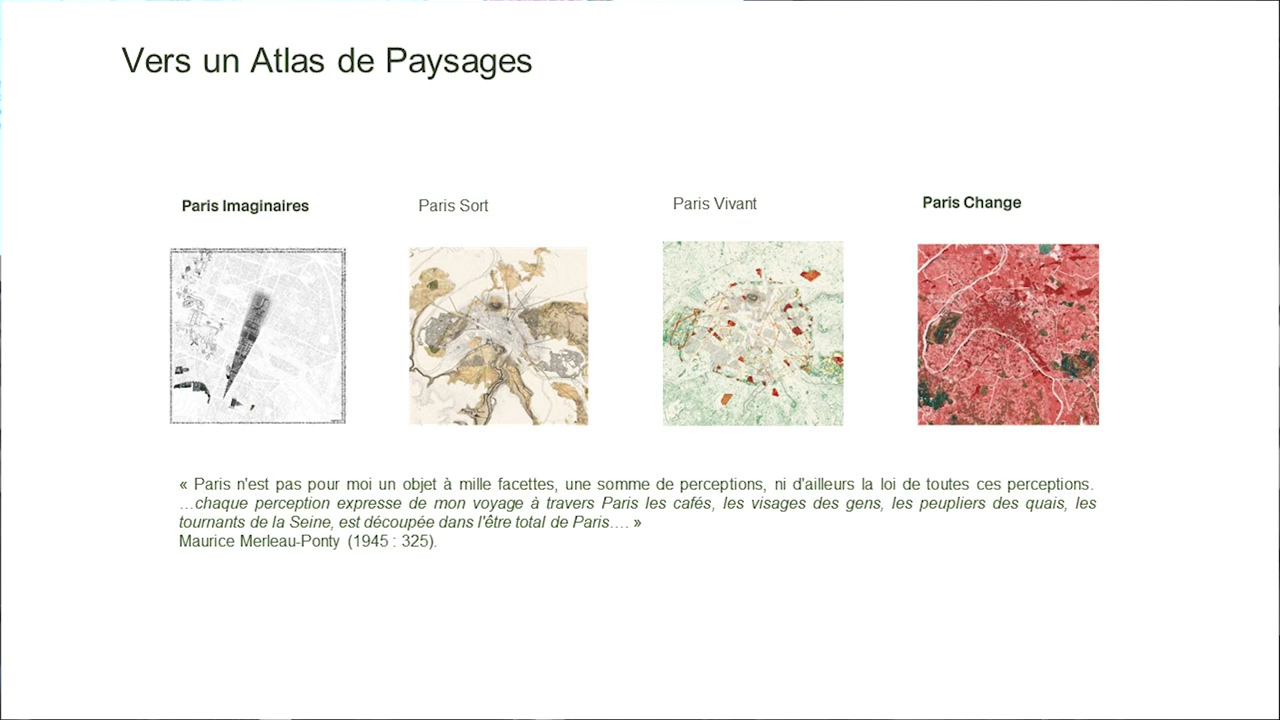 Vers un Atlas de Paysages
Paris Imaginaires
Paris Sort
Paris Vivant
Paris Change
« Paris n'est pas pour moi un objet à mille facettes, une somme de perceptions, ni d'ailleurs la loi de toutes ces perceptions.
…chaque perception expresse de mon voyage à travers Paris les cafés, les visages des gens, les peupliers des quais, les
tournants de la Seine, est découpée dans l'être total de Paris…. »
Maurice Merleau-Ponty (1945 : 325).